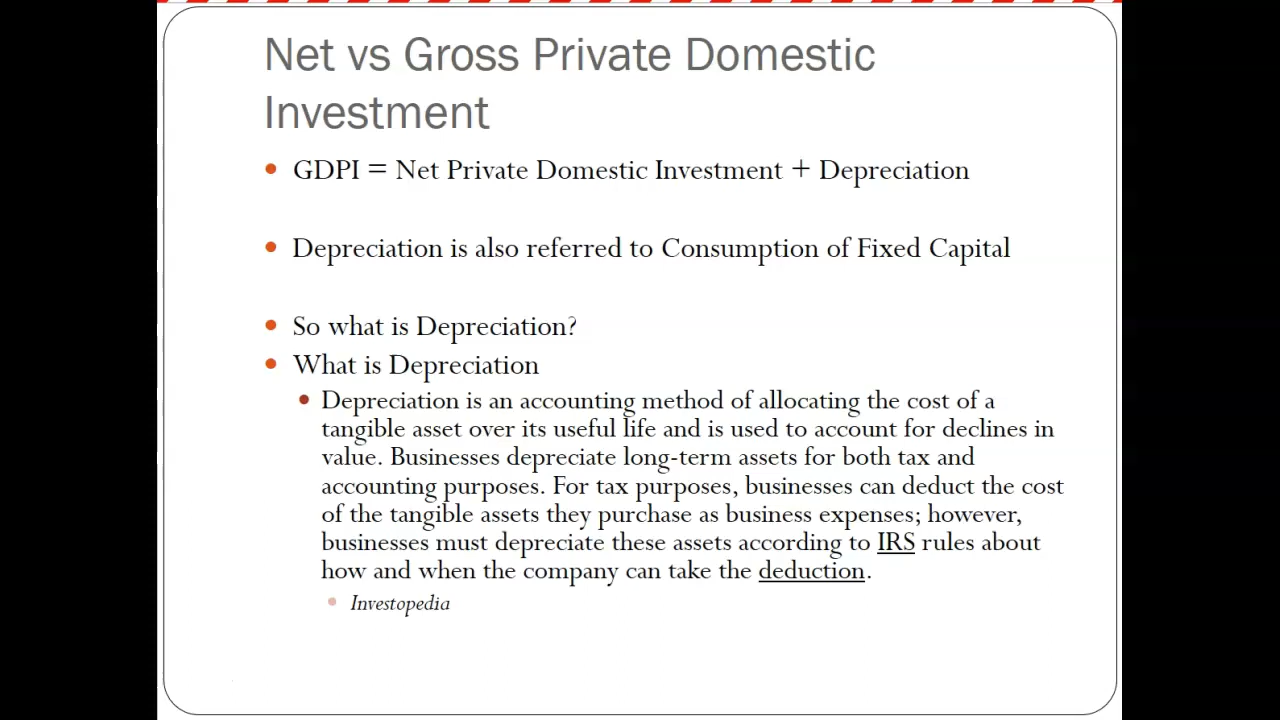 Net vs Gross Private Domestic
Investment
GDPI = Net Private Domestic Investment + Depreciation
Depreciation is also referred to Consumption of Fixed Capital
So what is Depreciation?
What is Depreciation
Depreciation is an accounting method of allocating the cost of a
tangible asset over its useful life and is used to account for declines in
value. Businesses depreciate long-term assets for both tax and
accounting purposes. For tax purposes, businesses can deduct the cost
of the tangible assets they purchase as business expenses; however,
businesses must depreciate these assets according to IRS rules about
how and when the company can take the deduction.
Investopedia